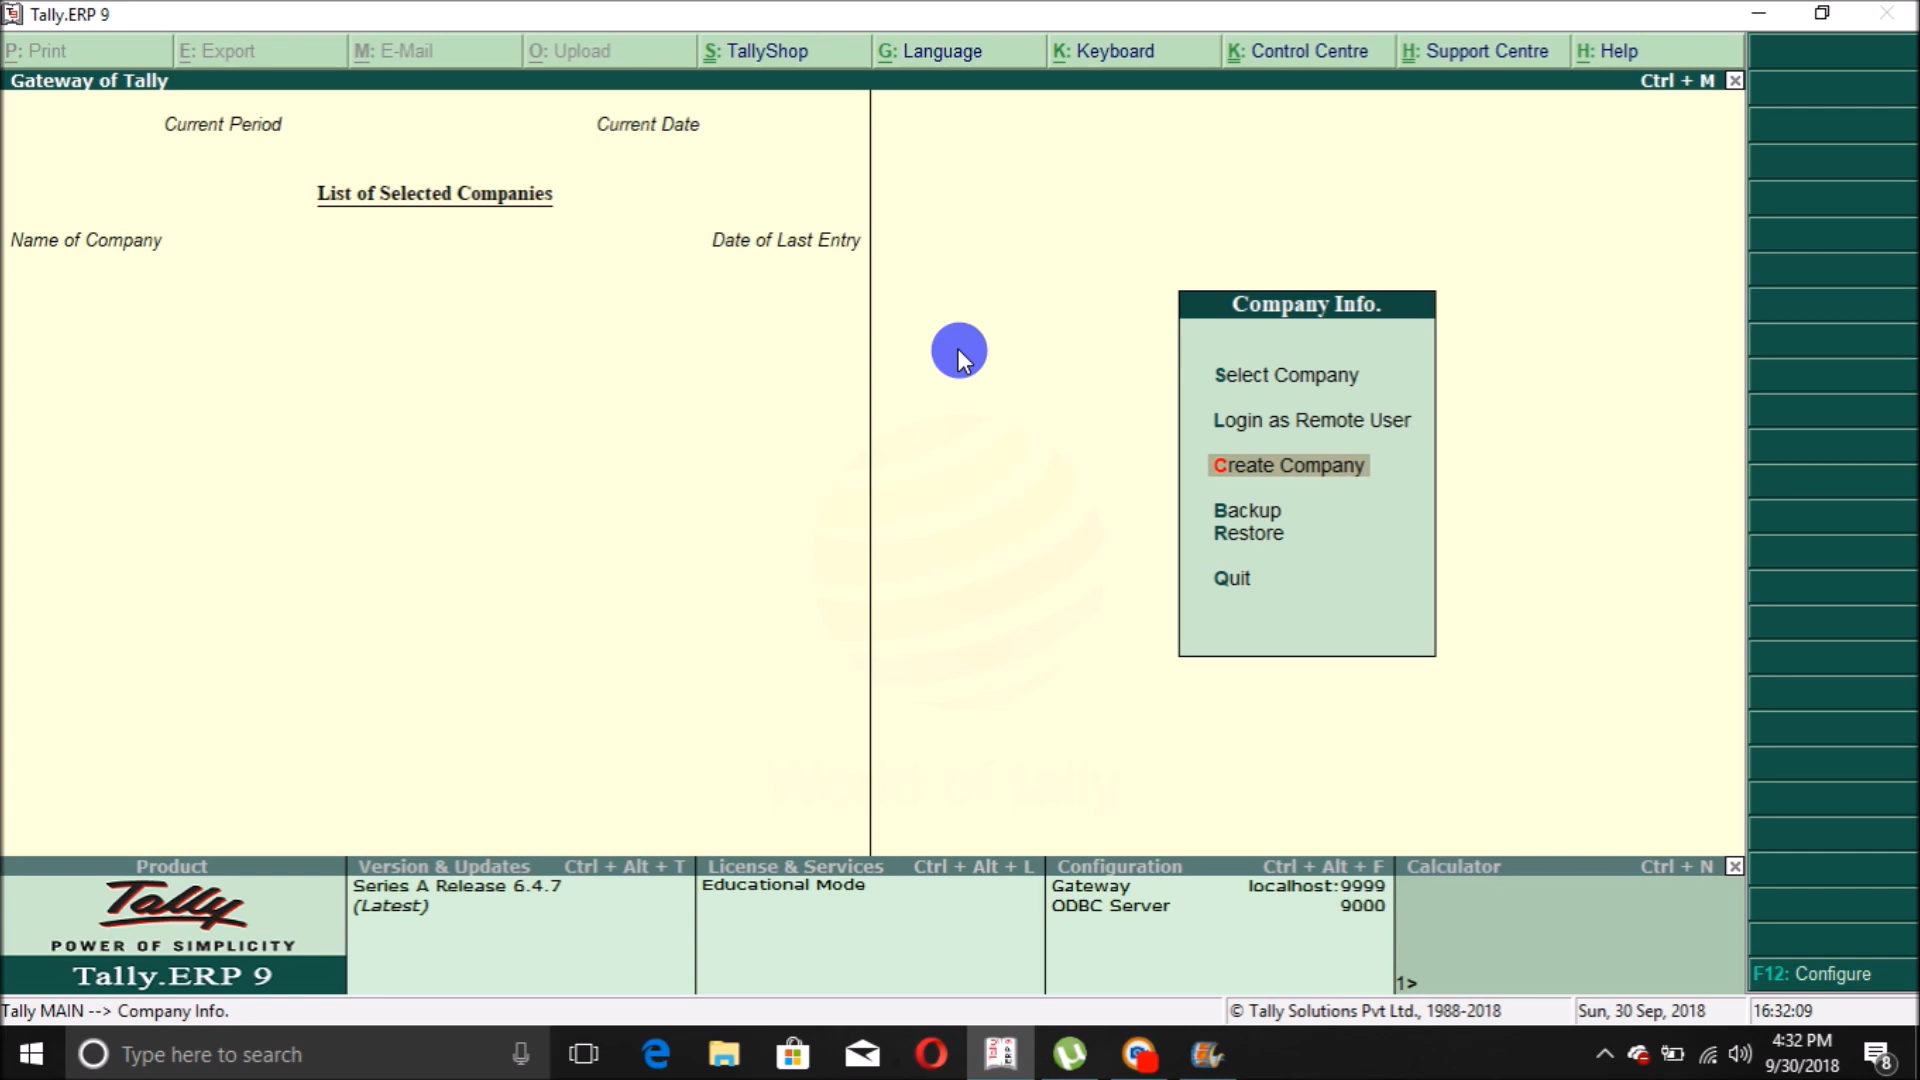 Tally.ERP 9
P: Print E: Export M: E-Mail O: Upload S: TallyShop G: Language K: Keyboard K: Control Centre H: Support Centre H: Help
Gateway of Tally Ctrl + M
Current Period Current Date
List of Selected Companies
Name of Company Date of Last Entry
Company Info.
Select Company
Login as Remote User
Create Company
Backup
Restore
Quit
World of tally
Product Version & Updates Ctrl + Alt + T License & Services Ctrl + Alt + L Configuration Ctrl + Alt + F Calculator Ctrl + N
Series A Release 6.4.7 Educational Mode Gateway localhost:9999
(Latest) ODBC Server 9000
Tally
POWER OF SIMPLICITY
Tally.ERP 9
1>
F12: Configure
Tally MAIN --> Company Info. © Tally Solutions Pvt Ltd., 1988-2018 Sun, 30 Sep, 2018 16:32:09
Type here to search
4:32 PM
9/30/2018
8